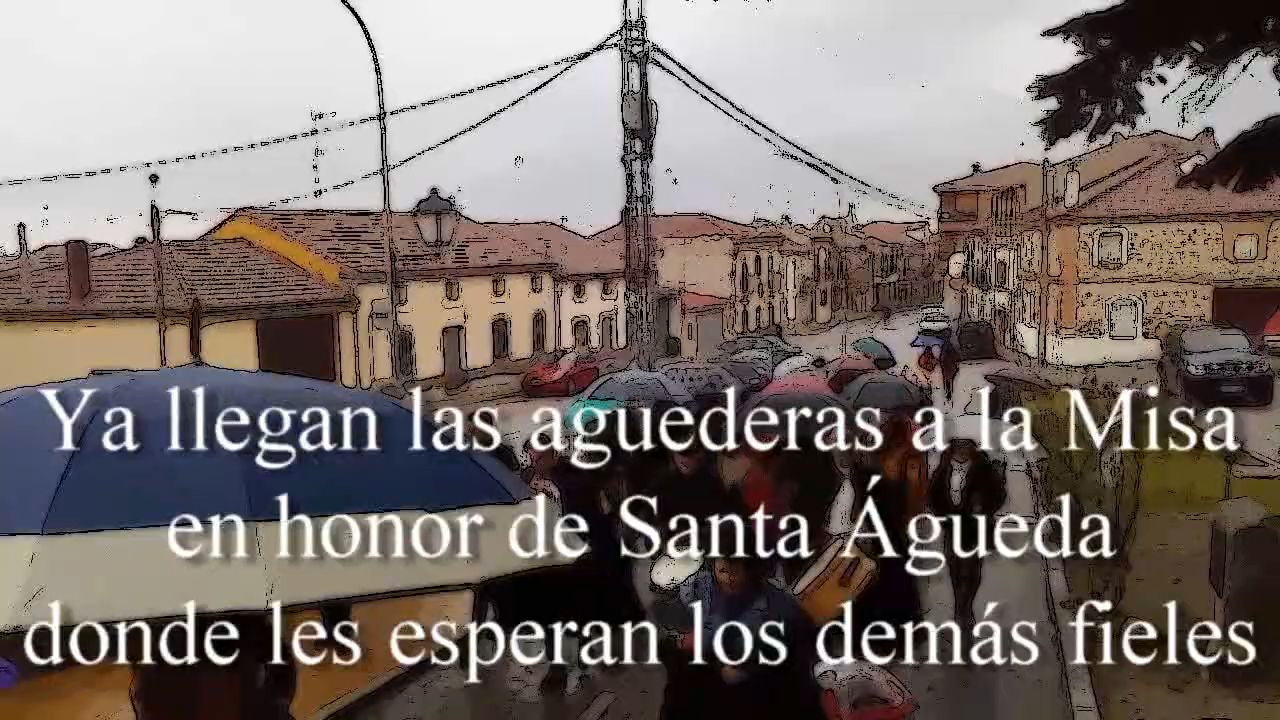 Ya llegan las aguederas a la Misa
en honor de Santa Águeda
donde les esperan los demás fieles